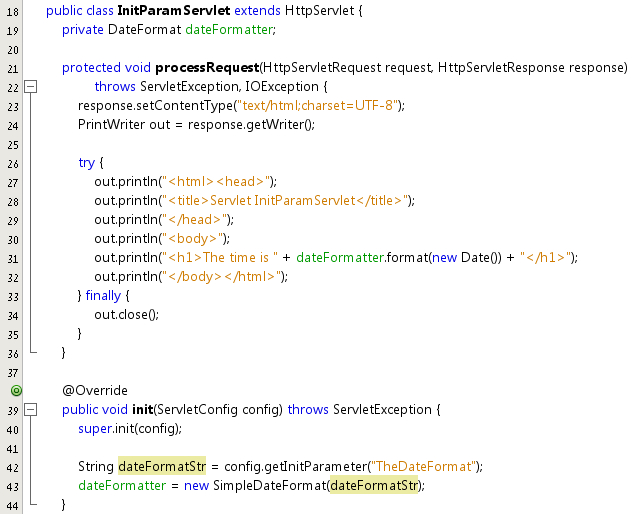 18 public class InitParamServlet extends HttpServlet {
19 private DateFormat dateFormatter;
20
21 protected void processRequest(HttpServletRequest request, HttpServletResponse response)
22 throws ServletException, IOException {
23 response.setContentType("text/html;charset=UTF-8");
24 PrintWriter out = response.getWriter();
25
26 try {
27 out.println("<html><head>");
28 out.println("<title>Servlet InitParamServlet</title>");
29 out.println("</head>");
30 out.println("<body>");
31 out.println("<h1>The time is " + dateFormatter.format(new Date()) + "</h1>");
32 out.println("</body></html>");
33 } finally {
34 out.close();
35 }
36 }
37
@Override
39 public void init(ServletConfig config) throws ServletException {
40 super.init(config);
41
42 String dateFormatStr = config.getInitParameter("TheDateFormat");
43 dateFormatter = new SimpleDateFormat(dateFormatStr);
44 }